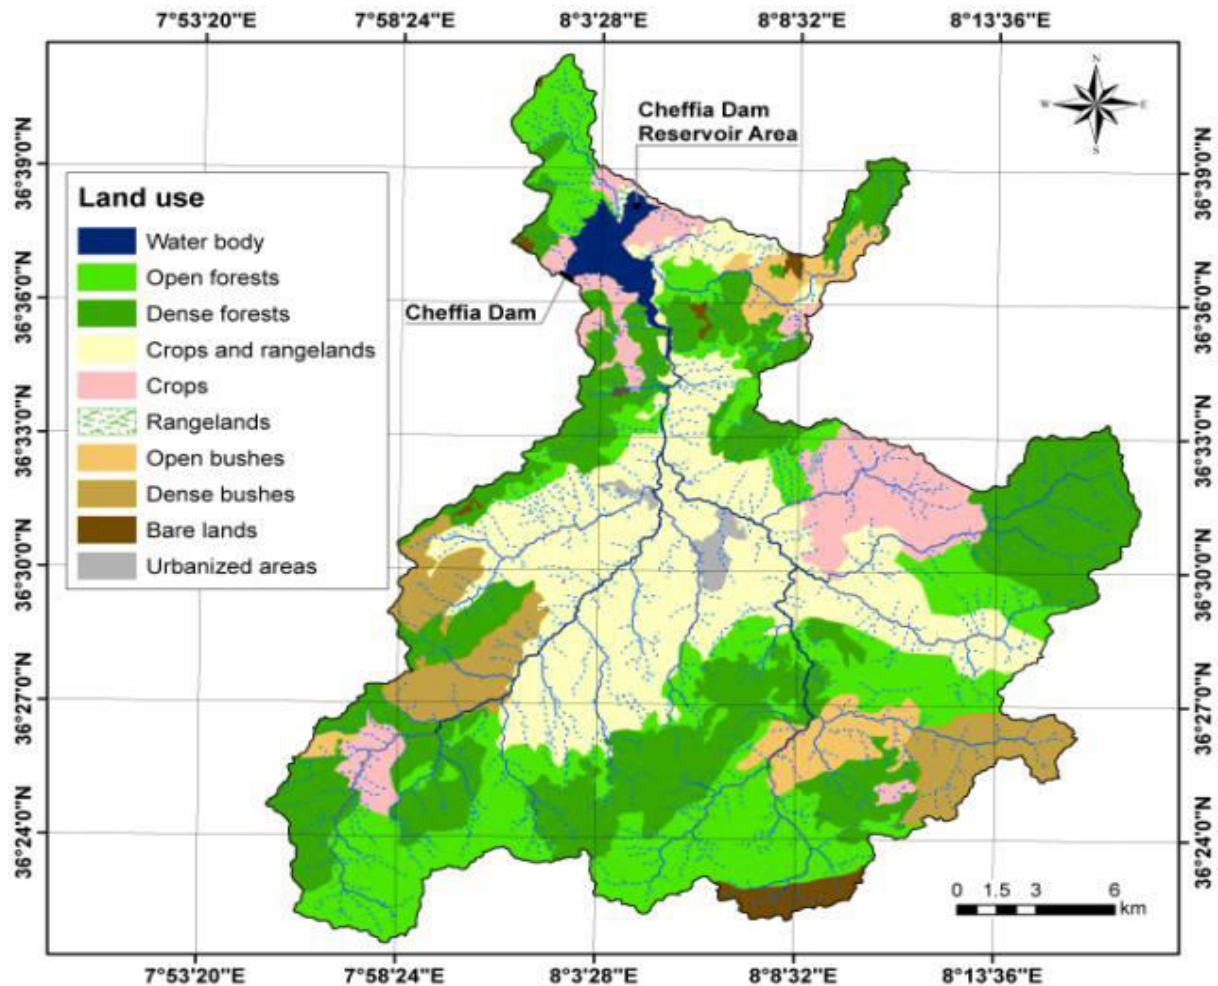 7°53'20"E 7°58'24"E 8°3'28"E 8°8'32"E 8°13'36"E
N
W E
S
Cheffia Dam
Reservoir Area
36°39'0"N 36°39'0"N
Land use
Water body
Open forests
Dense forests
Crops and rangelands
Crops
Rangelands
Open bushes
Dense bushes
Bare lands
Urbanized areas
36°36'0"N 36°36'0"N
Cheffia Dam
36°33'0"N 36°33'0"N
36°30'0"N 36°30'0"N
36°27'0"N 36°27'0"N
36°24'0"N 36°24'0"N
0 1.5 3 6
km
7°53'20"E 7°58'24"E 8°3'28"E 8°8'32"E 8°13'36"E